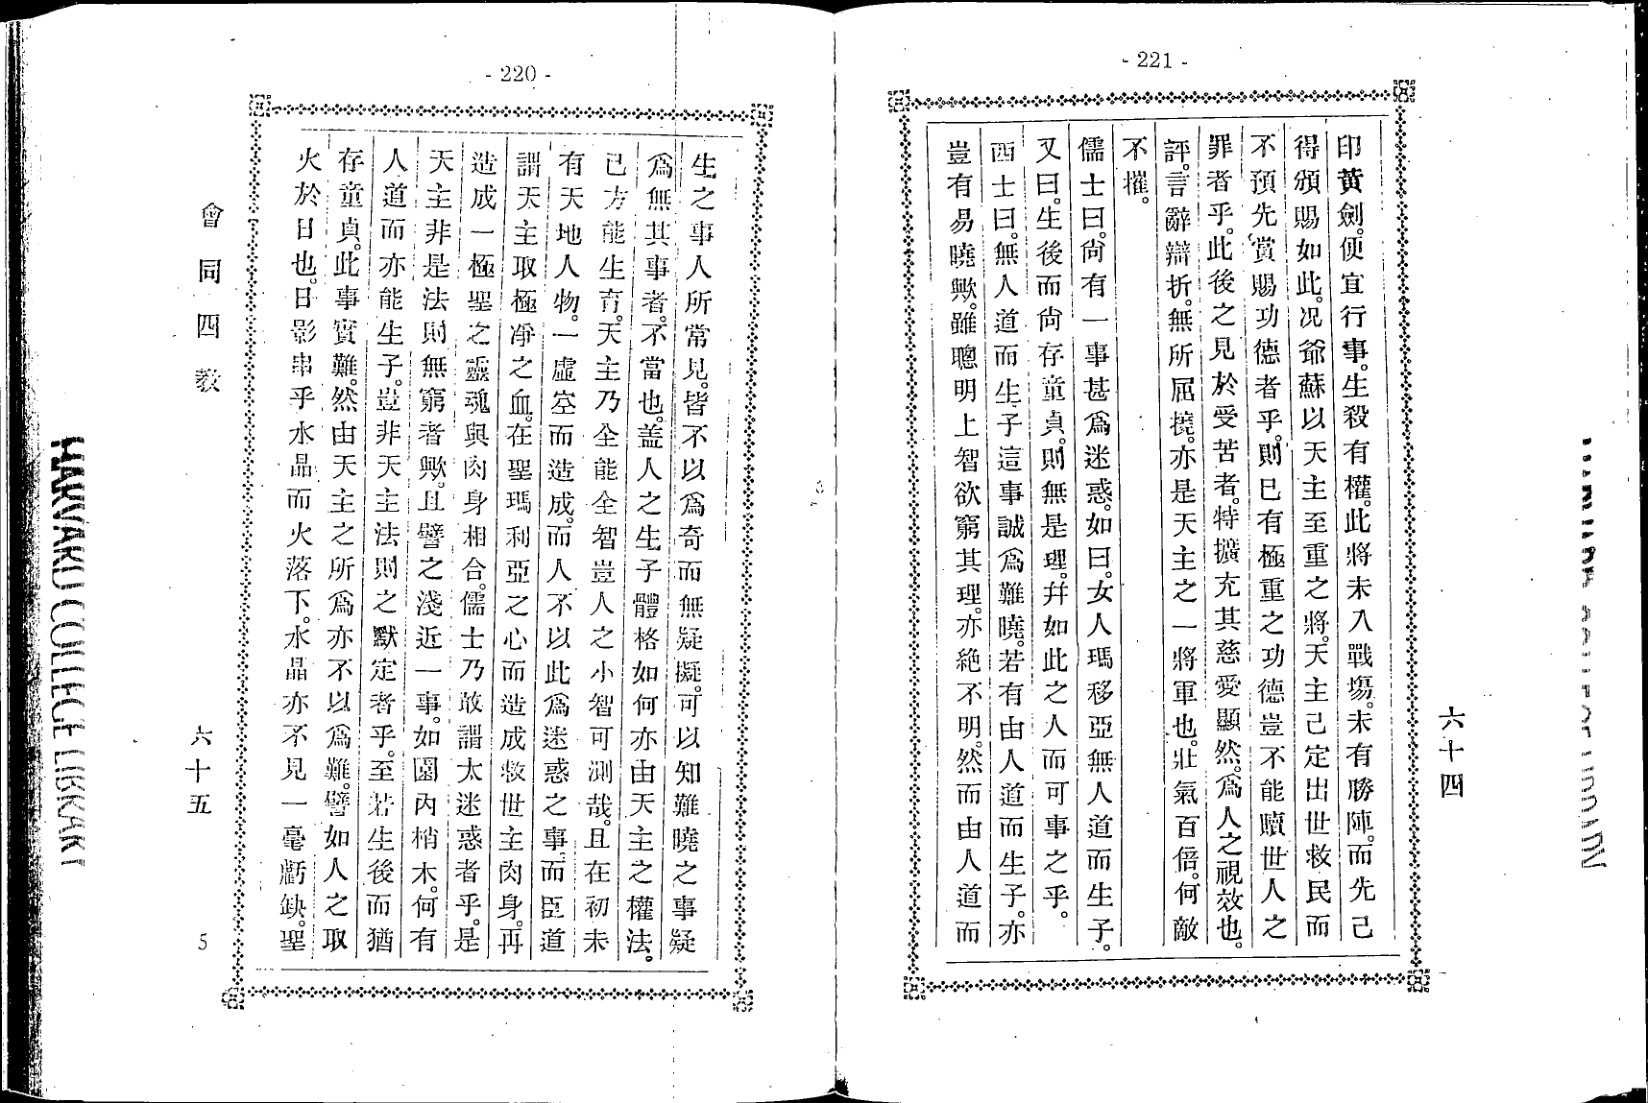 - 221 -
印黃劍。便宜行事。生殺有權。此將未入戰塲。未有勝陣。而先己
得頒賜如此。况爺蘇以天主至重之將。天主己定出世救民而
不預先賞賜功德者乎。則已有極重之功德豈不能贖世人之
罪者乎。此後之見於受苦者。特擴充其慈愛顯然。爲人之視效也。
評。言辭辯折。無所屈撓。亦是天主之一將軍也。壯氣百倍。何敵
不摧。
儒士曰。尙有一事甚爲迷惑。如曰。女人瑪移亞無人道而生子。
又曰。生後而尙存童貞。則無是理。幷如此之人而可事之乎。
西士曰。無人道而生子這事誠爲難曉。若有由人道而生子。亦
豈有易曉歟。雖聰明上智欲窮其理。亦絶不明。然而由人道而
六十四
- 220 -
生之事人所常見。皆不以爲奇而無疑擬。可以知難曉之事疑
爲無其事者。不當也。盖人之生子。體格如何亦由天主之權法。
已方能生育。天主乃全能全智豈人之小智可測哉。且在初未
有天地人物。一虛空而造成。而人不以此爲迷惑之事。而臣道
謂天主取極凈之血。在聖瑪利亞之心而造成救世主肉身。再
造成一極聖之靈魂與肉身相合。儒士乃敢謂太迷惑者乎。是
天主非是法則無窮者歟。且譬之淺近一事。如園內梢木。何有
人道而亦能生子。豈非天主法則之默定者乎。至若生後而猶
存童貞。此事實難。然由天主之所爲亦不以爲難。譬如人之取
火於日也。日影串乎水晶而火落下。水晶亦不見一毫虧缺。聖
會同四教
六十五
5
HARVARD COLLEGE LIBRARY